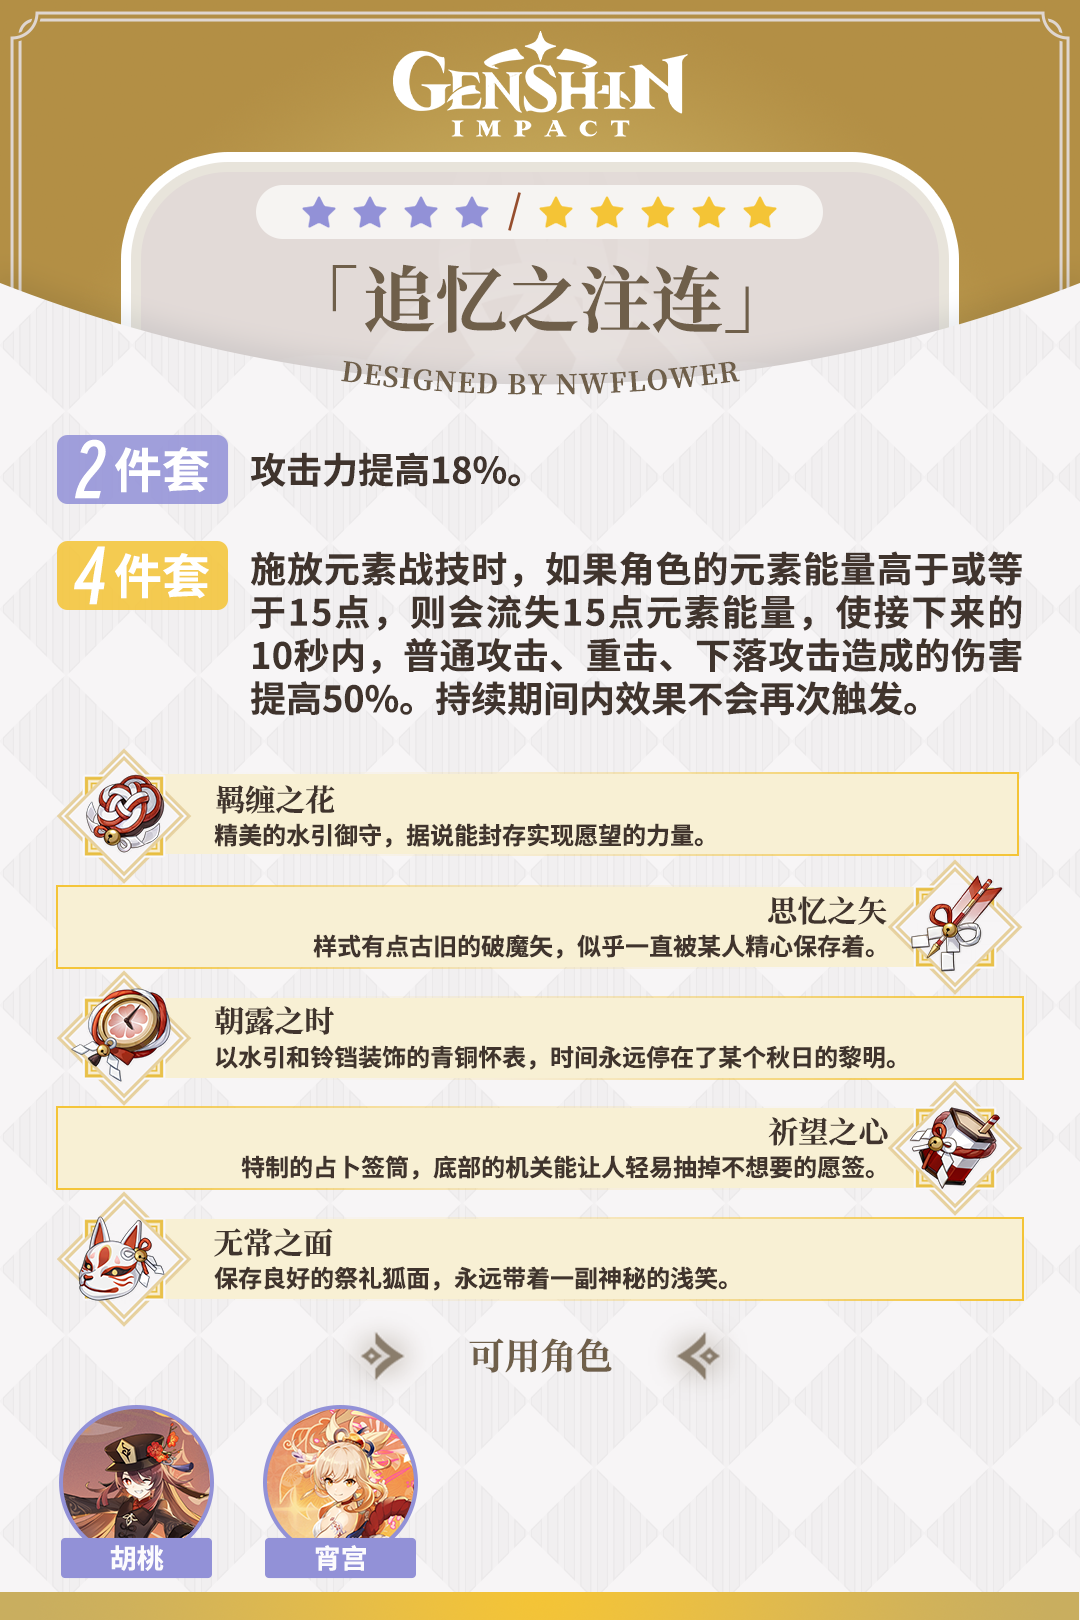 GENSHIN
IMPACT
「追忆之注连」
DESIGNED BY NWFLOWER
2件套
攻击力提高18%。
4件套
施放元素战技时，如果角色的元素能量高于或等
于15点，则会流失15点元素能量，使接下来的
10秒内，普通攻击、重击、下落攻击造成的伤害
提高50%。持续期间内效果不会再次触发。
羁缠之花
精美的水引御守，据说能封存实现愿望的力量。
思忆之矢
样式有点古旧的破魔矢，似乎一直被某人精心保存着。
朝露之时
以水引和铃铛装饰的青铜怀表，时间永远停在了某个秋日的黎明。
祈望之心
特制的占卜签筒，底部的机关能让人轻易抽掉不想要的愿签。
无常之面
保存良好的祭礼狐面，永远带着一副神秘的浅笑。
可用角色
胡桃
宵宫